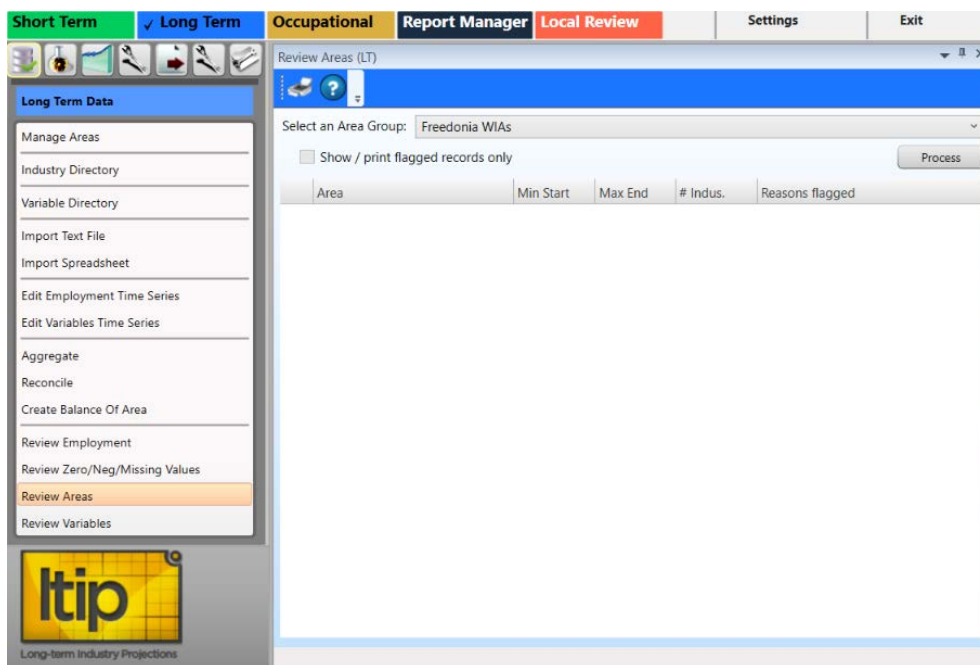 Short Term ✓ Long Term Occupational Report Manager Local Review Settings Exit
Review Areas (LT)
Long Term Data
Manage Areas
Industry Directory
Variable Directory
Import Text File
Import Spreadsheet
Edit Employment Time Series
Edit Variables Time Series
Aggregate
Reconcile
Create Balance Of Area
Review Employment
Review Zero/Neg/Missing Values
Review Areas
Review Variables
ltip
Long-term Industry Projections
?
Select an Area Group: Freedonia WIAs
Show / print flagged records only
Process
Area Min Start Max End # Indus. Reasons flagged